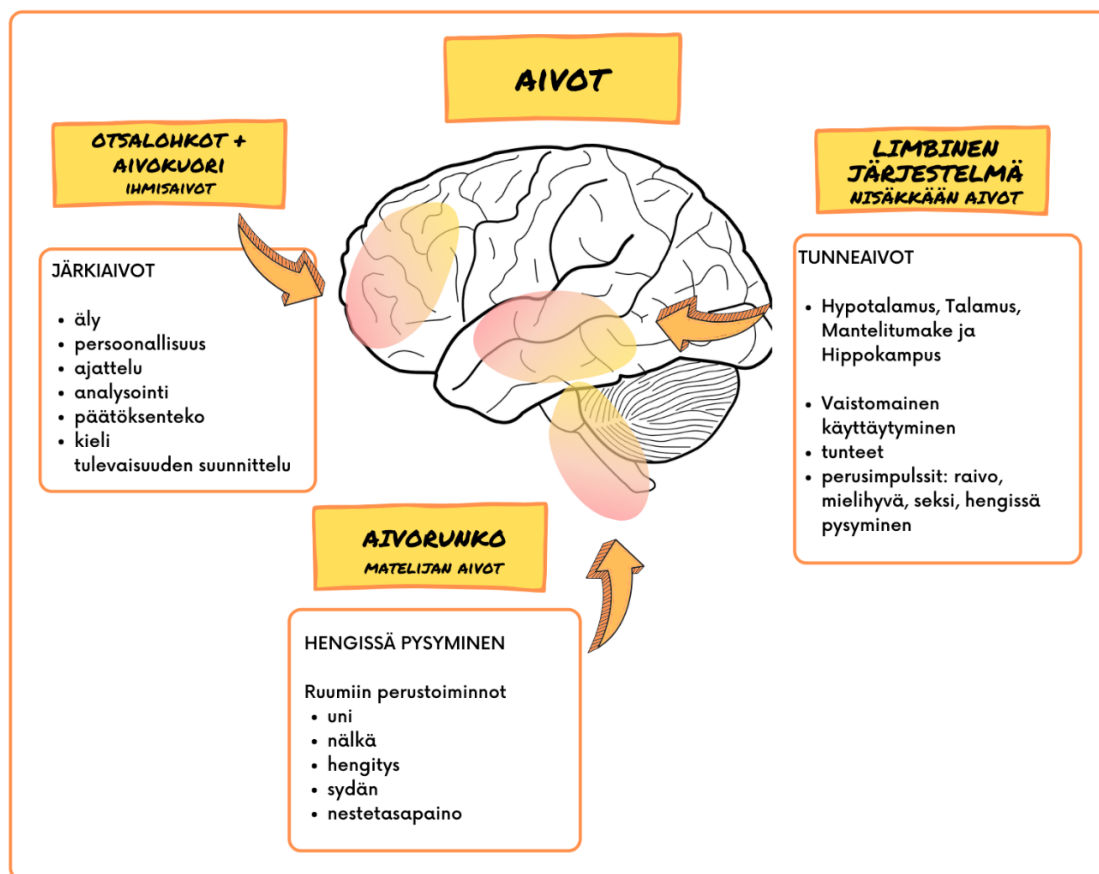 AIVOT
OTSALOHKOT +
AIVOKUORI
IHMISAIVOT
JÄRKIAIVOT
• äly
• persoonallisuus
• ajattelu
• analysointi
• päätöksenteko
• kieli
tulevaisuuden suunnittelu
LIMBINEN
JÄRJESTELMÄ
NISÄKKÄÄN AIVOT
TUNNEAIVOT
• Hypotalamus, Talamus,
Mantelitumake ja
Hippokampus
• Vaistomainen
käyttäytyminen
• tunteet
• perusimpulssit: raivo,
mielihyvä, seksi, hengissä
pysyminen
AIVORUNKO
MATELIJAN AIVOT
HENGISSÄ PYSYMINEN
Ruumiin perustoiminnot
• uni
• nälkä
• hengitys
• sydän
• nestetasapaino